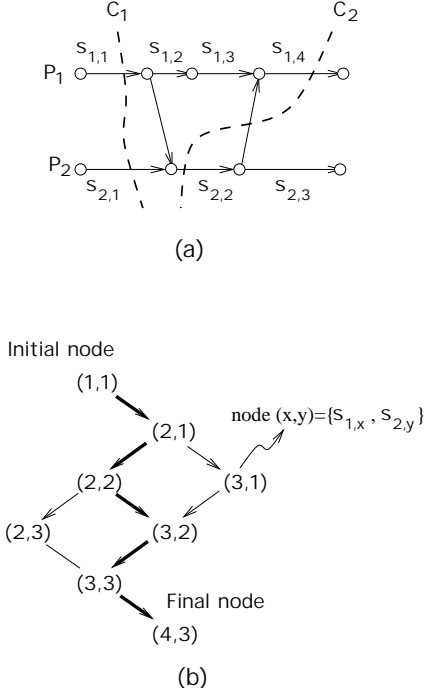 C1 C2
S1,1 S1,2 S1,3 S1,4
P1
P2
S2,1 S2,2 S2,3
(a)
Initial node
(1,1)
node (x,y)={S1,x , S2,y}
(2,1)
(2,2) (3,1)
(2,3) (3,2)
(3,3)
Final node
(4,3)
(b)